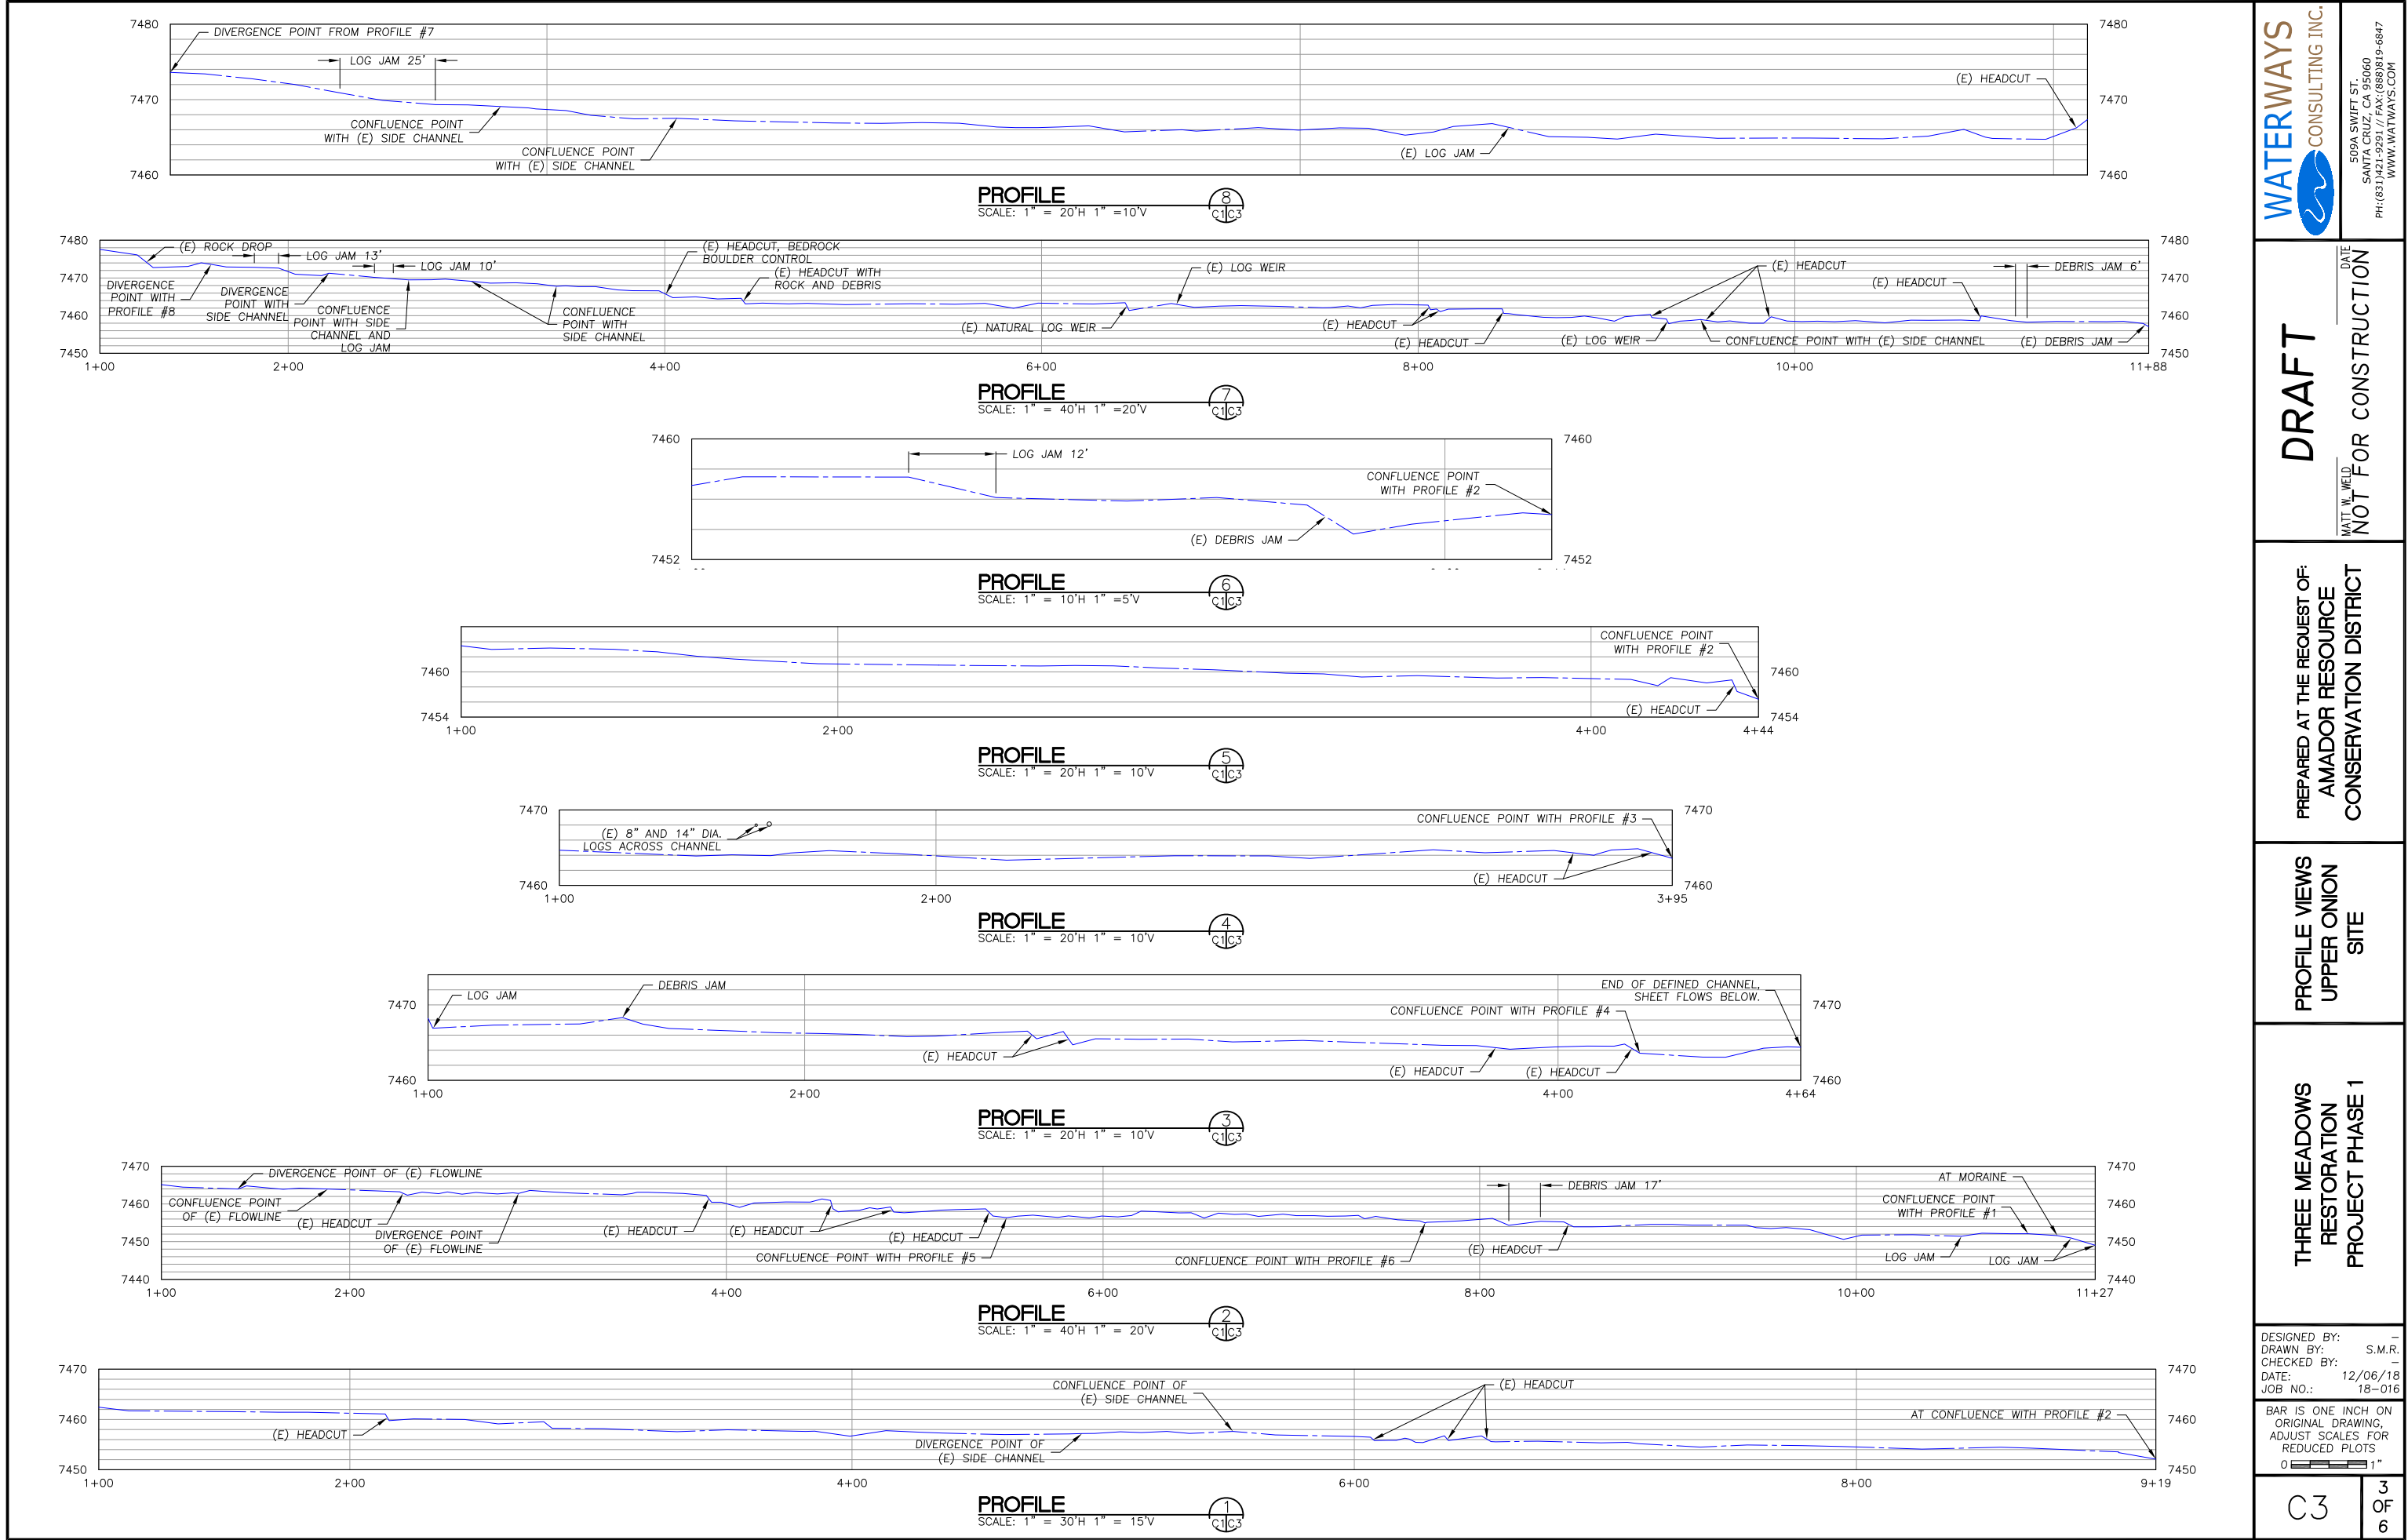 7480
7480
DIVERGENCE POINT FROM PROFILE #7
LOG JAM 25'
(E) HEADCUT
7470
7470
CONFLUENCE POINT
WITH (E) SIDE CHANNEL
CONFLUENCE POINT
WITH (E) SIDE CHANNEL
(E) LOG JAM
7460
7460
PROFILE
SCALE: 1" = 20'H 1" =10'V
8
C1 C3
7480
7480
(E) ROCK DROP
LOG JAM 13'
LOG JAM 10'
(E) HEADCUT, BEDROCK
BOULDER CONTROL
(E) HEADCUT WITH
ROCK AND DEBRIS
(E) LOG WEIR
(E) HEADCUT
(E) HEADCUT
DEBRIS JAM 6'
7470
7470
DIVERGENCE
POINT WITH
PROFILE #8
DIVERGENCE
POINT WITH
SIDE CHANNEL
CONFLUENCE
POINT WITH SIDE
CHANNEL AND
LOG JAM
CONFLUENCE
POINT WITH
SIDE CHANNEL
7460
7460
(E) NATURAL LOG WEIR
(E) HEADCUT
(E) HEADCUT
(E) LOG WEIR
CONFLUENCE POINT WITH (E) SIDE CHANNEL
(E) DEBRIS JAM
7450
7450
1+00
2+00
4+00
6+00
8+00
10+00
11+88
PROFILE
SCALE: 1" = 40'H 1" =20'V
7
C1 C3
7460
7460
LOG JAM 12'
CONFLUENCE POINT
WITH PROFILE #2
(E) DEBRIS JAM
7452
7452
PROFILE
SCALE: 1" = 10'H 1" =5'V
6
C1 C3
CONFLUENCE POINT
WITH PROFILE #2
7460
7460
(E) HEADCUT
7454
7454
1+00
2+00
4+00
4+44
PROFILE
SCALE: 1" = 20'H 1" = 10'V
5
C1 C3
7470
7470
(E) 8" AND 14" DIA.
LOGS ACROSS CHANNEL
CONFLUENCE POINT WITH PROFILE #3
(E) HEADCUT
7460
7460
1+00
2+00
3+95
PROFILE
SCALE: 1" = 20'H 1" = 10'V
4
C1 C3
LOG JAM
DEBRIS JAM
END OF DEFINED CHANNEL,
SHEET FLOWS BELOW.
7470
7470
CONFLUENCE POINT WITH PROFILE #4
(E) HEADCUT
(E) HEADCUT
(E) HEADCUT
7460
7460
1+00
2+00
4+00
4+64
PROFILE
SCALE: 1" = 20'H 1" = 10'V
3
C1 C3
7470
7470
DIVERGENCE POINT OF (E) FLOWLINE
DEBRIS JAM 17'
AT MORAINE
CONFLUENCE POINT
WITH PROFILE #1
7460
7460
CONFLUENCE POINT
OF (E) FLOWLINE
(E) HEADCUT
DIVERGENCE POINT
OF (E) FLOWLINE
(E) HEADCUT
(E) HEADCUT
(E) HEADCUT
CONFLUENCE POINT WITH PROFILE #5
CONFLUENCE POINT WITH PROFILE #6
(E) HEADCUT
LOG JAM
LOG JAM
7450
7450
7440
7440
1+00
2+00
4+00
6+00
8+00
10+00
11+27
PROFILE
SCALE: 1" = 40'H 1" = 20'V
2
C1 C3
7470
7470
CONFLUENCE POINT OF
(E) SIDE CHANNEL
(E) HEADCUT
7460
7460
(E) HEADCUT
DIVERGENCE POINT OF
(E) SIDE CHANNEL
AT CONFLUENCE WITH PROFILE #2
7450
7450
1+00
2+00
4+00
6+00
8+00
9+19
PROFILE
SCALE: 1" = 30'H 1" = 15'V
1
C1 C3
WATERWAYS
CONSULTING INC.
509A SWIFT ST.
SANTA CRUZ, CA 95060
PH:(831)421-9291 // FAX:(888)819-6847
WWW.WATWAYS.COM
DRAFT
MATT W. WELD
DATE
NOT FOR CONSTRUCTION
PREPARED AT THE REQUEST OF:
AMADOR RESOURCE
CONSERVATION DISTRICT
PROFILE VIEWS
UPPER ONION
SITE
THREE MEADOWS
RESTORATION
PROJECT PHASE 1
DESIGNED BY: –
DRAWN BY: S.M.R.
CHECKED BY: –
DATE: 12/06/18
JOB NO.: 18–016
BAR IS ONE INCH ON
ORIGINAL DRAWING,
ADJUST SCALES FOR
REDUCED PLOTS
0 1"
C3
3
OF
6